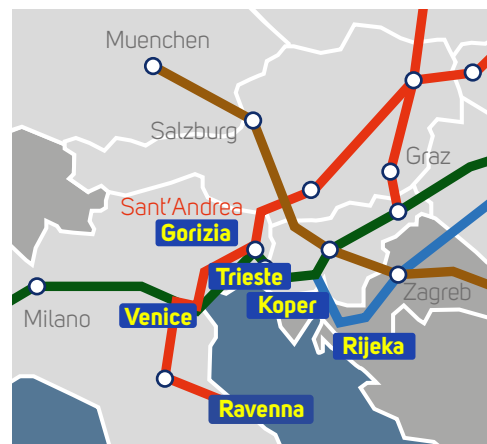 Muenchen
Salzburg
Graz
Sant'Andrea
Gorizia
Trieste
Koper
Zagreb
Venice
Milano
Rijeka
Ravenna